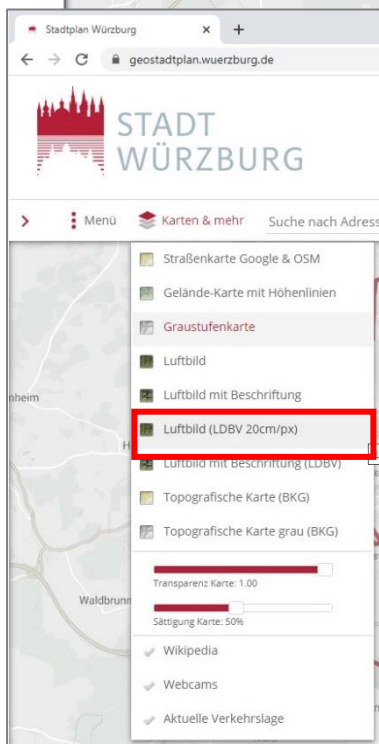 Stadtplan Würzburg
geostadtplan.wuerzburg.de
STADT
WÜRZBURG
Menü Karten & mehr Suche nach Adress
Straßenkarte Google & OSM
Gelände-Karte mit Höhenlinien
Graustufenkarte
Luftbild
Luftbild mit Beschriftung
Luftbild (LDBV 20cm/px)
Luftbild mit Beschriftung (LDBV)
Topografische Karte (BKG)
Topografische Karte grau (BKG)
Transparenz Karte: 1.00
Waldbrunn
Sättigung Karte: 50%
Wikipedia
Webcams
Aktuelle Verkehrslage